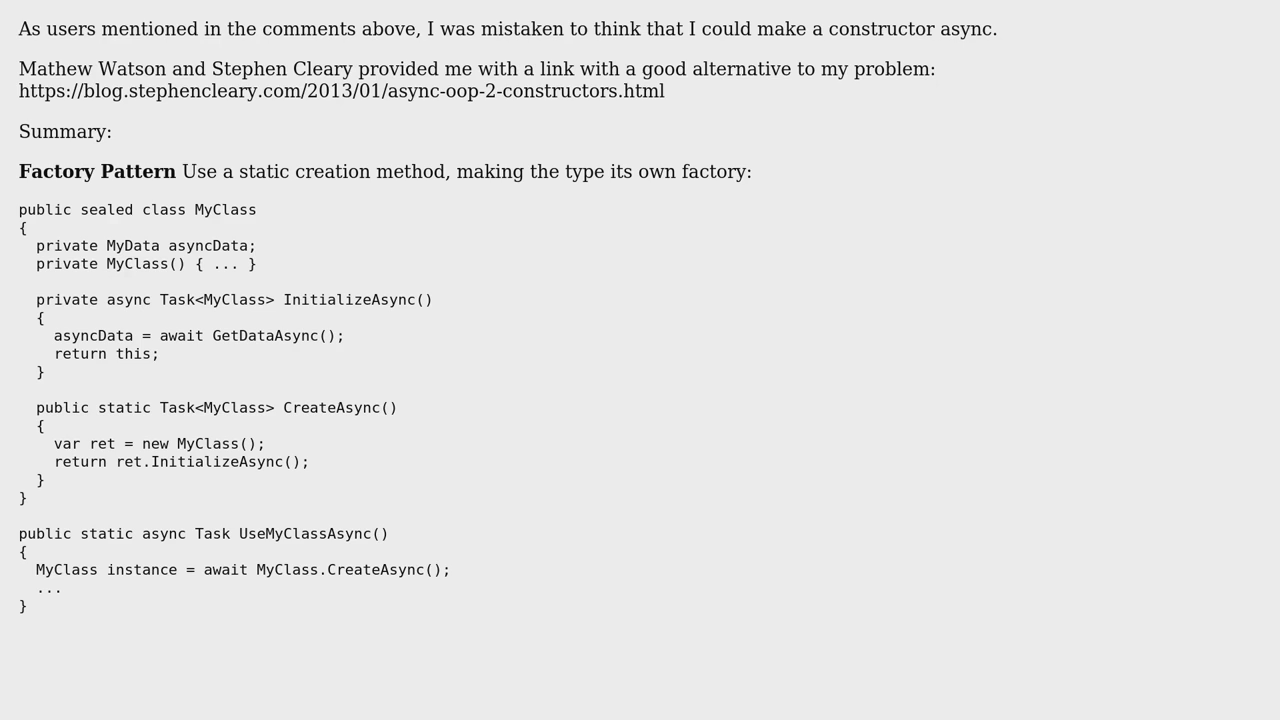 As users mentioned in the comments above, I was mistaken to think that I could make a constructor async.
Mathew Watson and Stephen Cleary provided me with a link with a good alternative to my problem:
https://blog.stephencleary.com/2013/01/async-oop-2-constructors.html
Summary:
Factory Pattern Use a static creation method, making the type its own factory:
public sealed class MyClass
{
  private MyData asyncData;
  private MyClass() { ... }

  private async Task<MyClass> InitializeAsync()
  {
    asyncData = await GetDataAsync();
    return this;
  }

  public static Task<MyClass> CreateAsync()
  {
    var ret = new MyClass();
    return ret.InitializeAsync();
  }
}

public static async Task UseMyClassAsync()
{
  MyClass instance = await MyClass.CreateAsync();
  ...
}